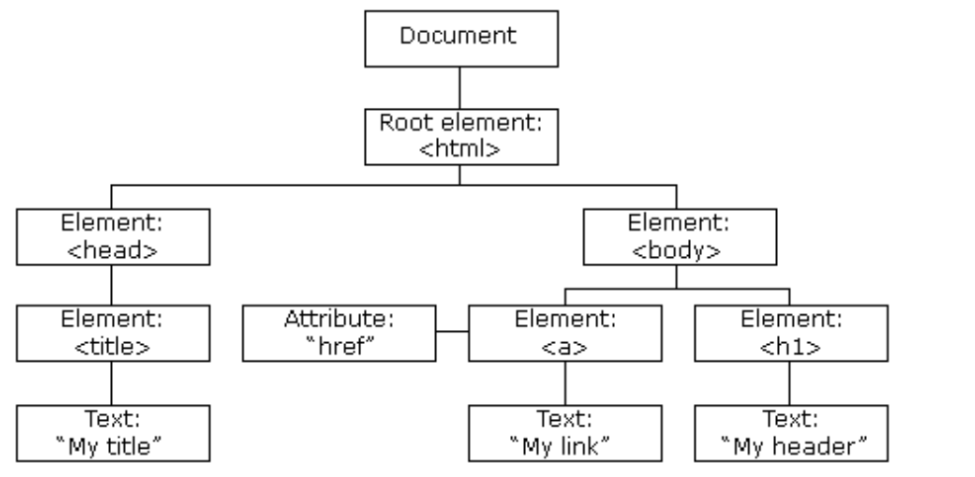 Document
Root element:
<html>
Element:
<head>
Element:
<body>
Element:
<title>
Attribute:
“href”
Element:
<a>
Element:
<h1>
Text:
“My title”
Text:
“My link”
Text:
“My header”